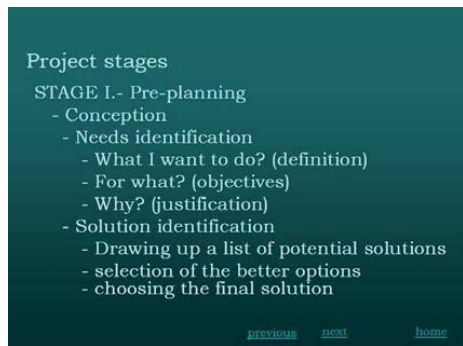 Project stages
STAGE I.- Pre-planning
- Conception
- Needs identification
- What I want to do? (definition)
- For what? (objectives)
- Why? (justification)
- Solution identification
- Drawing up a list of potential solutions
- selection of the better options
- choosing the final solution
previous next home